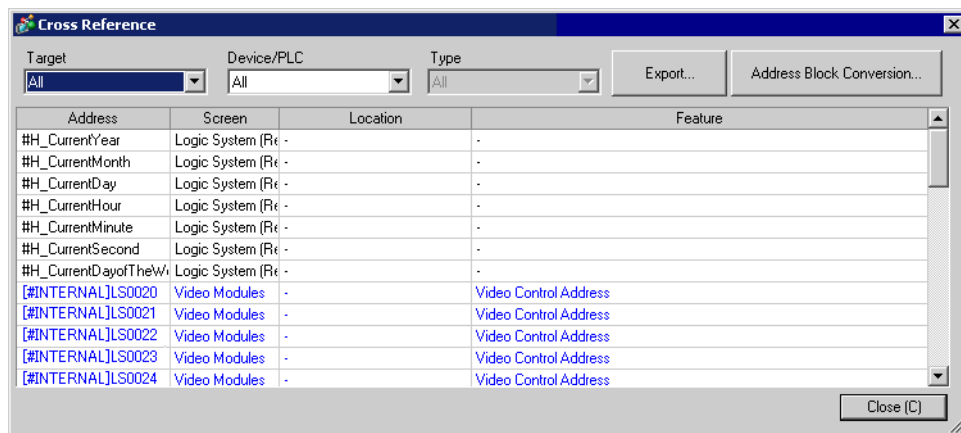 Cross Reference
Target Device/PLC Type
All All All Export... Address Block Conversion...
Address Screen Location Feature
#H_CurrentYear Logic System (Re - -
#H_CurrentMonth Logic System (Re - -
#H_CurrentDay Logic System (Re - -
#H_CurrentHour Logic System (Re - -
#H_CurrentMinute Logic System (Re - -
#H_CurrentSecond Logic System (Re - -
#H_CurrentDayofTheW Logic System (Re - -
[#INTERNAL]LS0020 Video Modules - Video Control Address
[#INTERNAL]LS0021 Video Modules - Video Control Address
[#INTERNAL]LS0022 Video Modules - Video Control Address
[#INTERNAL]LS0023 Video Modules - Video Control Address
[#INTERNAL]LS0024 Video Modules - Video Control Address
Close (C)